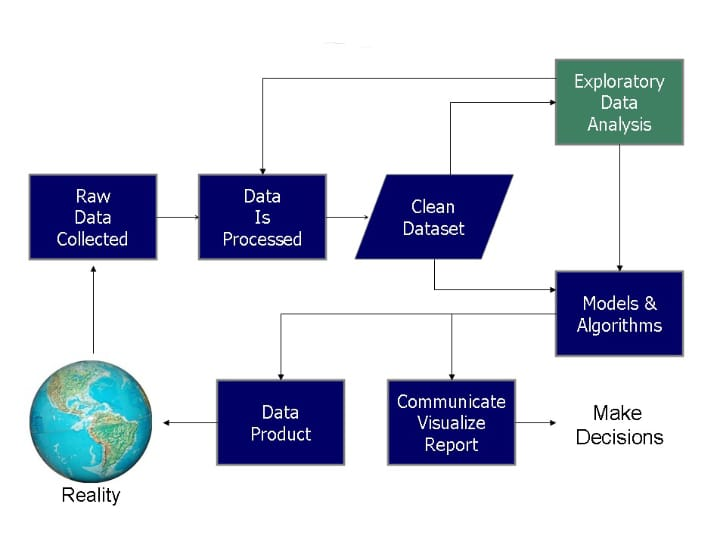 Exploratory
Data
Analysis
Raw
Data
Collected
Data
Is
Processed
Clean
Dataset
Models &
Algorithms
Data
Product
Communicate
Visualize
Report
Make
Decisions
Reality